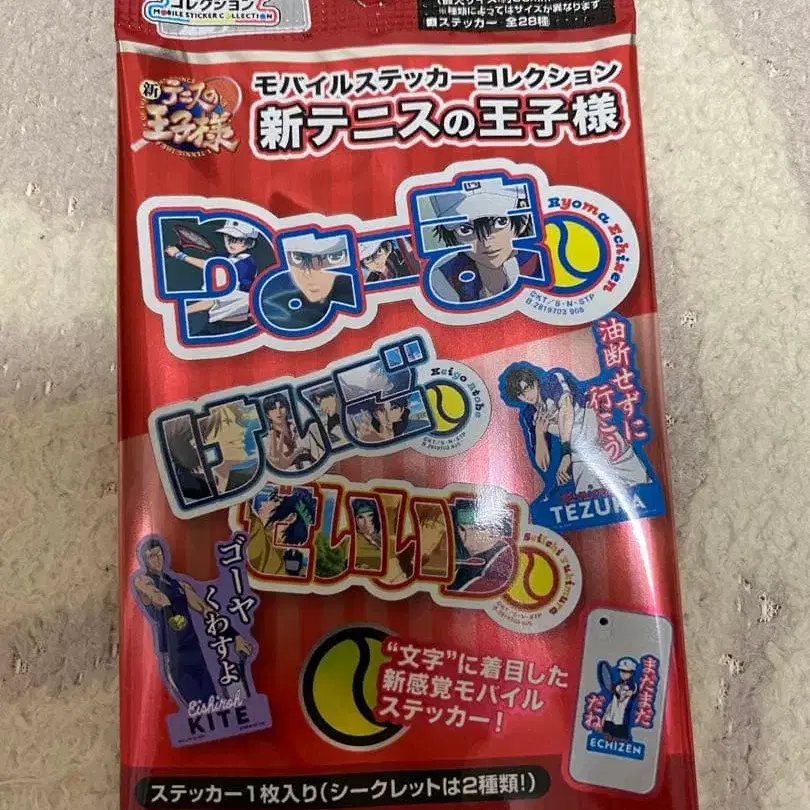 コレクション
MOBILE STICKER COLLECTION
※種類によってはサイズが異なります
ステッカー 全28種
新テニスの王子様
モバイルステッカーコレクション
新テニスの王子様
りょーま
Ryoma Echizen
©KT/S・N・STP
けいご
Keigo Atobe
油断せずに
行こう
TEZUKA
せいいち
Seiichi Yukimura
ゴーヤ
くわすよ
Eishiroh
KITE
“文字”に着目した
新感覚モバイル
ステッカー!
まだまだ
だね
ECHIZEN
ステッカー1枚入り(シークレットは2種類!)